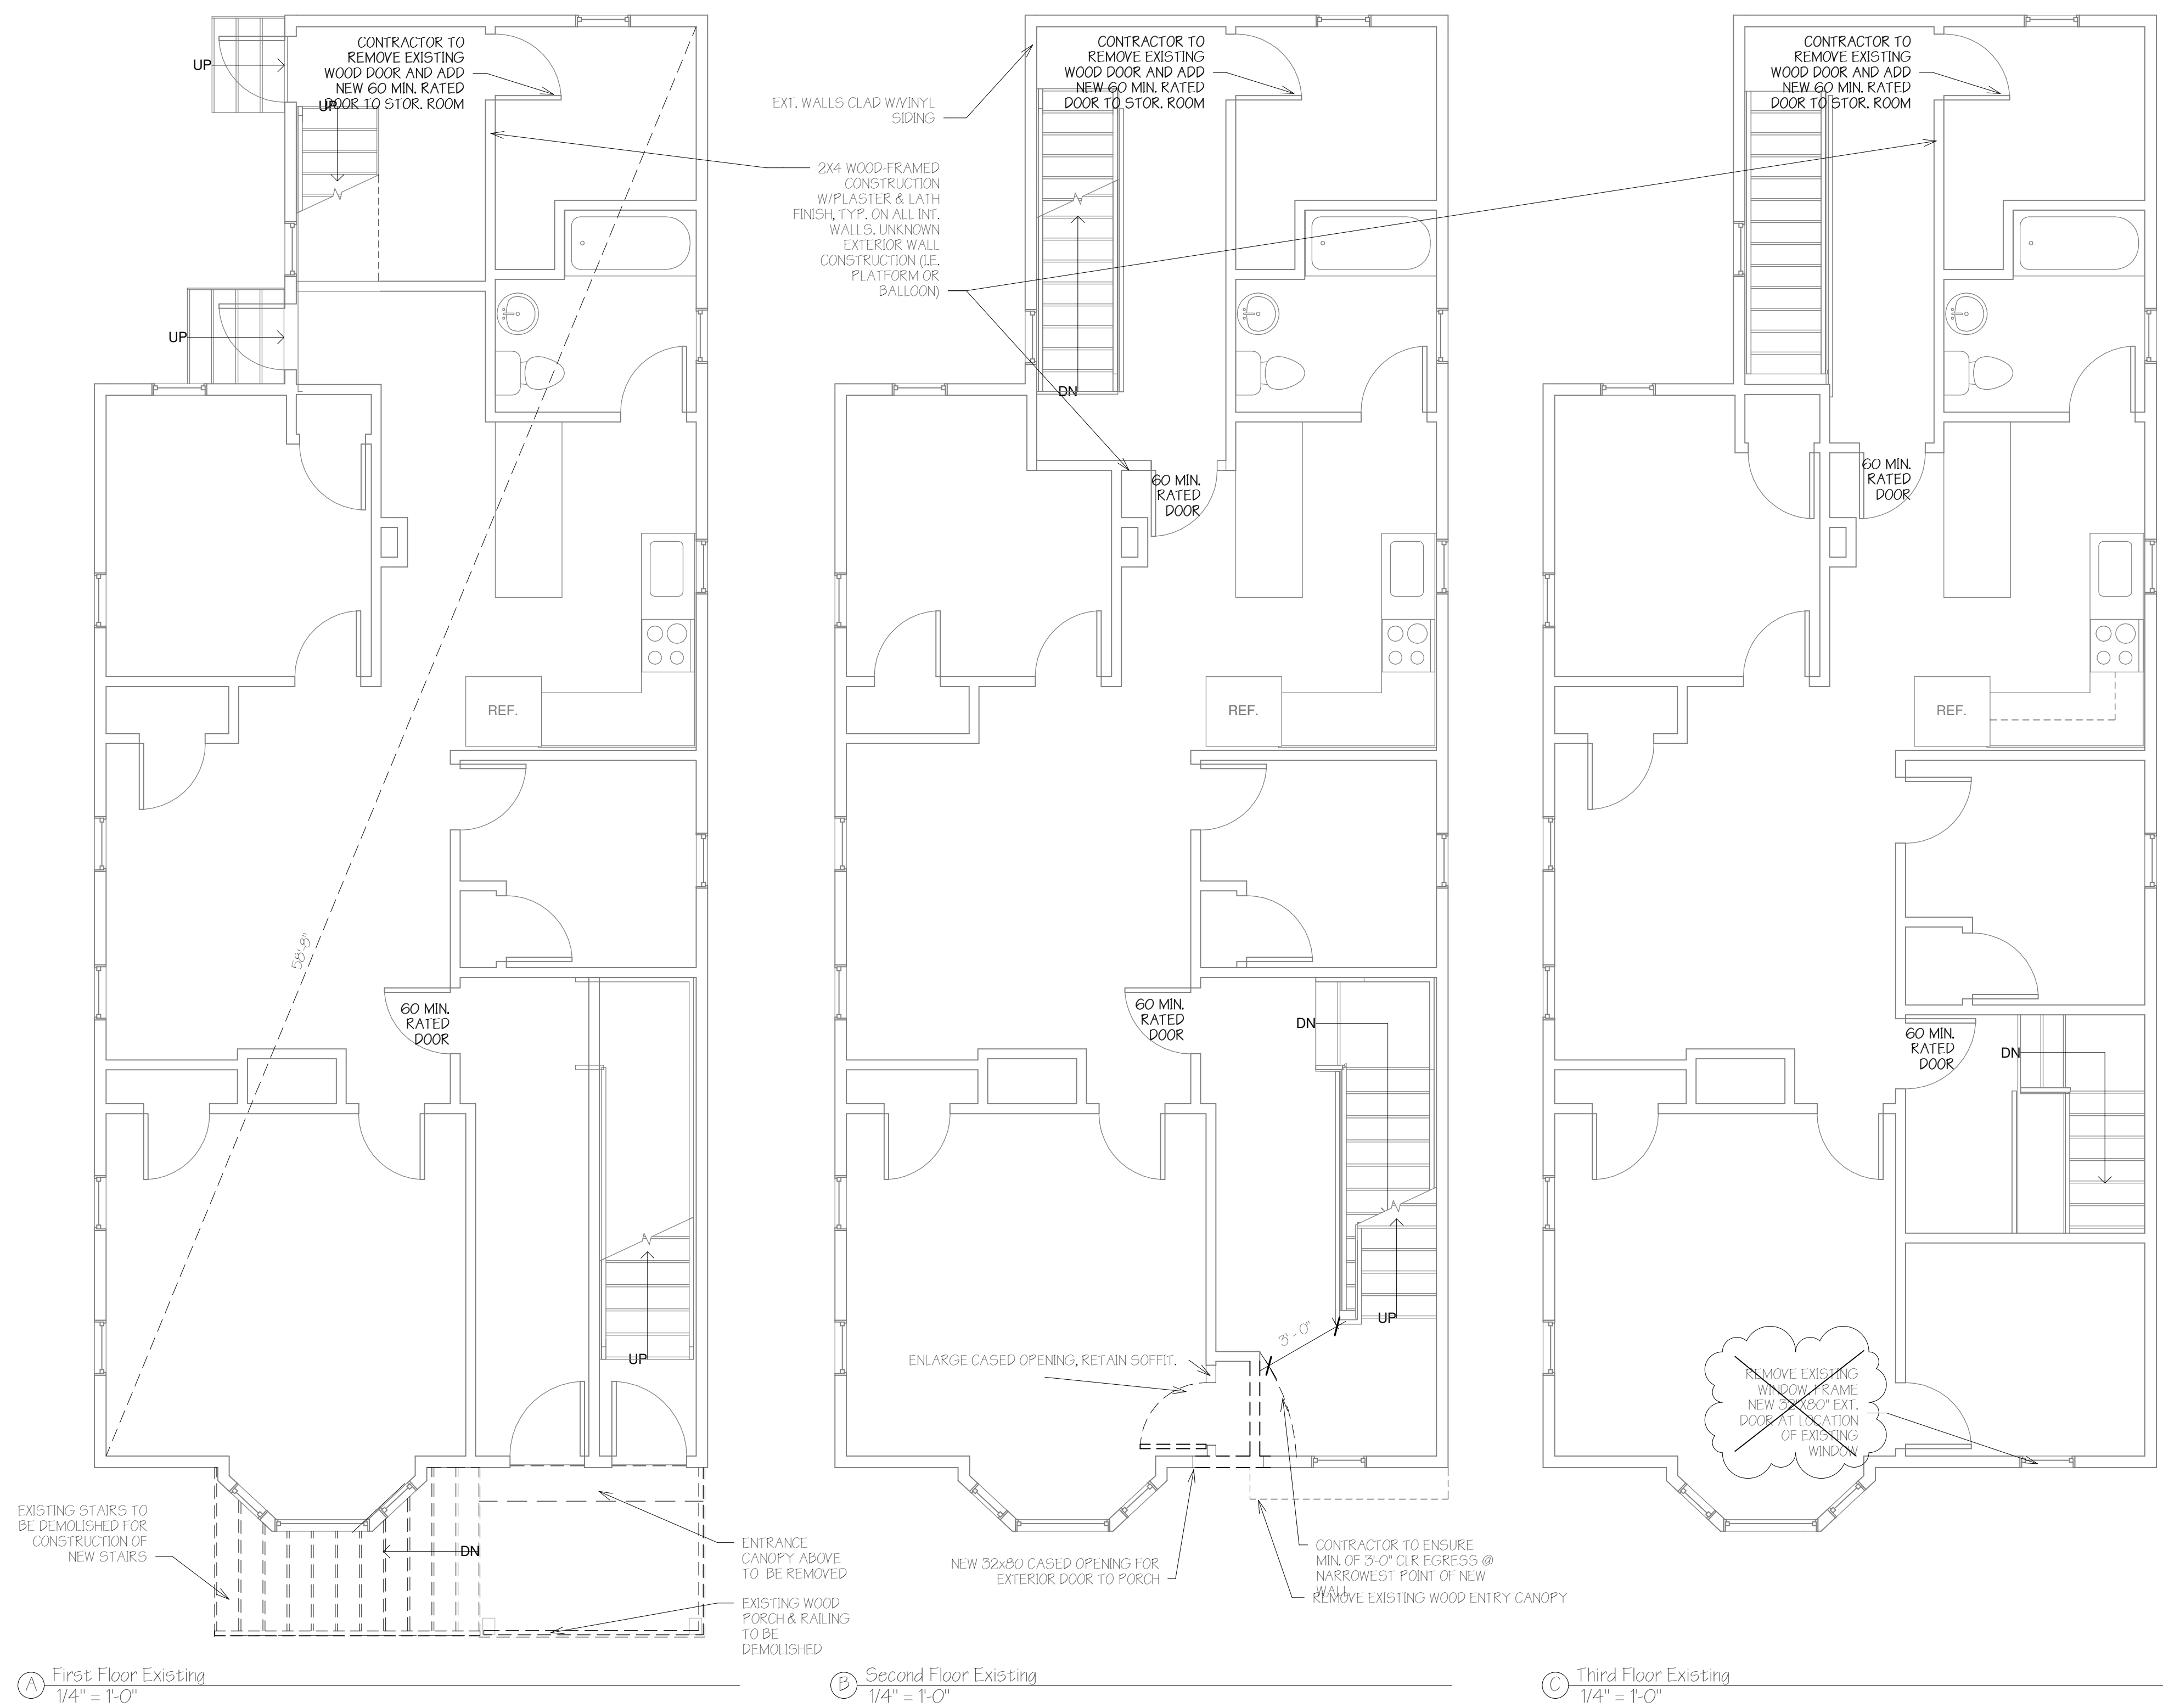 CONTRACTOR TO
REMOVE EXISTING
WOOD DOOR AND ADD
NEW 60 MIN. RATED
DOOR TO STOR. ROOM
UP
UP
UP
REF.
58'-8"
60 MIN.
RATED
DOOR
UP
EXISTING STAIRS TO
BE DEMOLISHED FOR
CONSTRUCTION OF
NEW STAIRS
DN
ENTRANCE
CANOPY ABOVE
TO BE REMOVED
EXISTING WOOD
PORCH & RAILING
TO BE
DEMOLISHED
A
First Floor Existing
1/4" = 1'-0"
EXT. WALLS CLAD W/VINYL
SIDING
2X4 WOOD-FRAMED
CONSTRUCTION
W/PLASTER & LATH
FINISH, TYP. ON ALL INT.
WALLS. UNKNOWN
EXTERIOR WALL
CONSTRUCTION (I.E.
PLATFORM OR
BALLOON)
CONTRACTOR TO
REMOVE EXISTING
WOOD DOOR AND ADD
NEW 60 MIN. RATED
DOOR TO STOR. ROOM
DN
60 MIN.
RATED
DOOR
REF.
60 MIN.
RATED
DOOR
DN
UP
3' - 0"
ENLARGE CASED OPENING, RETAIN SOFFIT.
NEW 32x80 CASED OPENING FOR
EXTERIOR DOOR TO PORCH
CONTRACTOR TO ENSURE
MIN. OF 3'-0" CLR EGRESS @
NARROWEST POINT OF NEW
WALL
REMOVE EXISTING WOOD ENTRY CANOPY
B
Second Floor Existing
1/4" = 1'-0"
CONTRACTOR TO
REMOVE EXISTING
WOOD DOOR AND ADD
NEW 60 MIN. RATED
DOOR TO STOR. ROOM
60 MIN.
RATED
DOOR
REF.
60 MIN.
RATED
DOOR
DN
REMOVE EXISTING
WINDOW, FRAME
NEW 32"X80" EXT.
DOOR AT LOCATION
OF EXISTING
WINDOW
C
Third Floor Existing
1/4" = 1'-0"